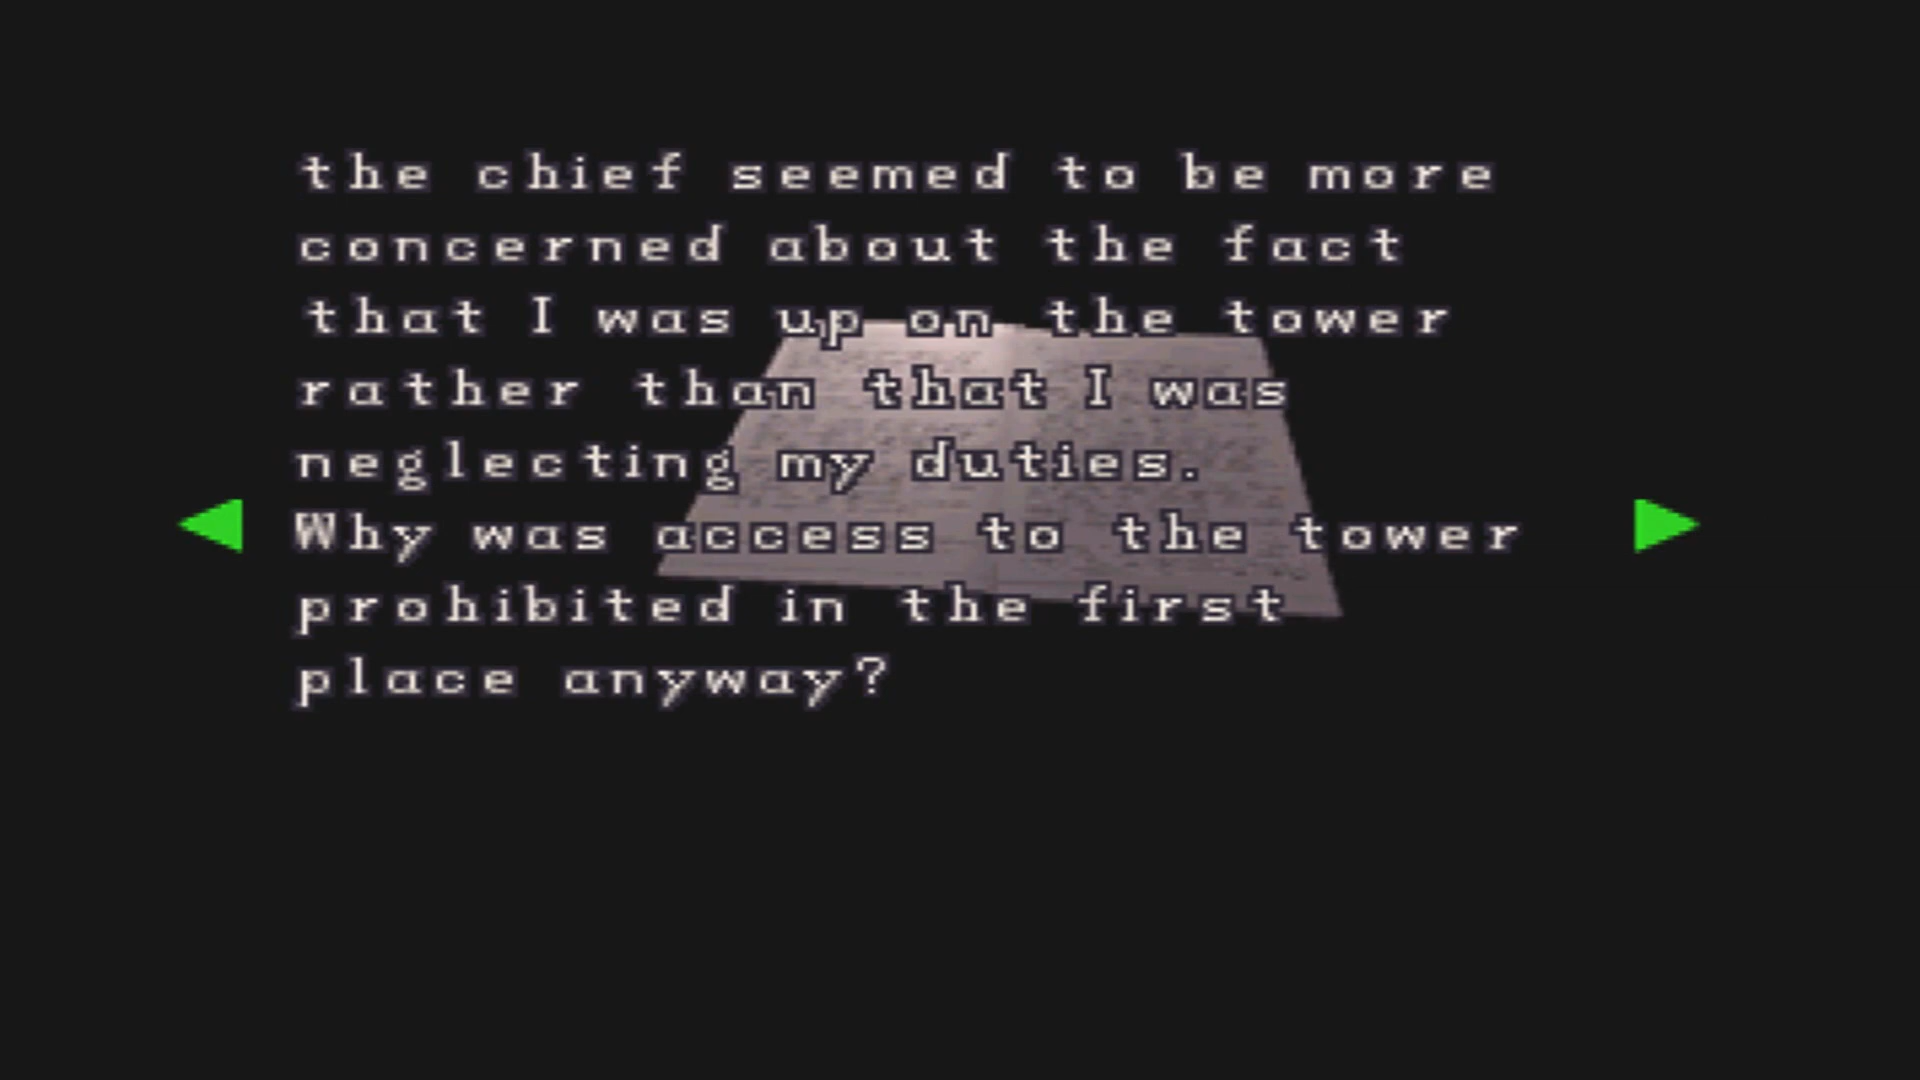 the chief seemed to be more
concerned about the fact
that I was up on the tower
rather than that I was
neglecting my duties.
Why was access to the tower
prohibited in the first
place anyway?